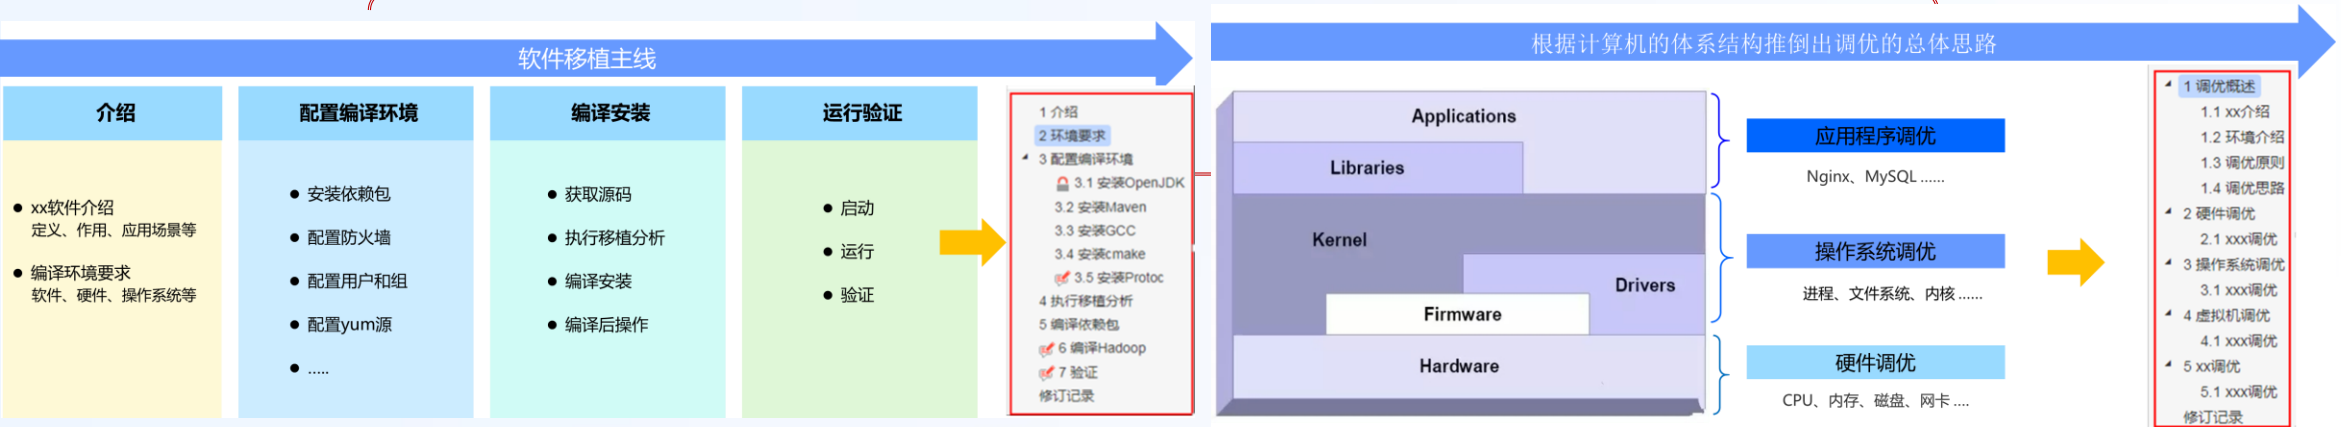 软件移植主线
介绍
xx软件介绍
定义、作用、应用场景等
编译环境要求
软件、硬件、操作系统等
配置编译环境
安装依赖包
配置防火墙
配置用户和组
配置yum源
.....
编译安装
获取源码
执行移植分析
编译安装
编译后操作
运行验证
启动
运行
验证
1 介绍
2 环境要求
3 配置编译环境
3.1 安装OpenJDK
3.2 安装Maven
3.3 安装GCC
3.4 安装cmake
3.5 安装Protoc
4 执行移植分析
5 编译依赖包
6 编译Hadoop
7 验证
修订记录
根据计算机的体系结构推倒出调优的总体思路
Applications
Libraries
Kernel
Drivers
Firmware
Hardware
应用程序调优
Nginx、MySQL ......
操作系统调优
进程、文件系统、内核 ......
硬件调优
CPU、内存、磁盘、网卡 ....
1 调优概述
1.1 xx介绍
1.2 环境介绍
1.3 调优原则
1.4 调优思路
2 硬件调优
2.1 xxx调优
3 操作系统调优
3.1 xxx调优
4 虚拟机调优
4.1 xxx调优
5 xx调优
5.1 xxx调优
修订记录